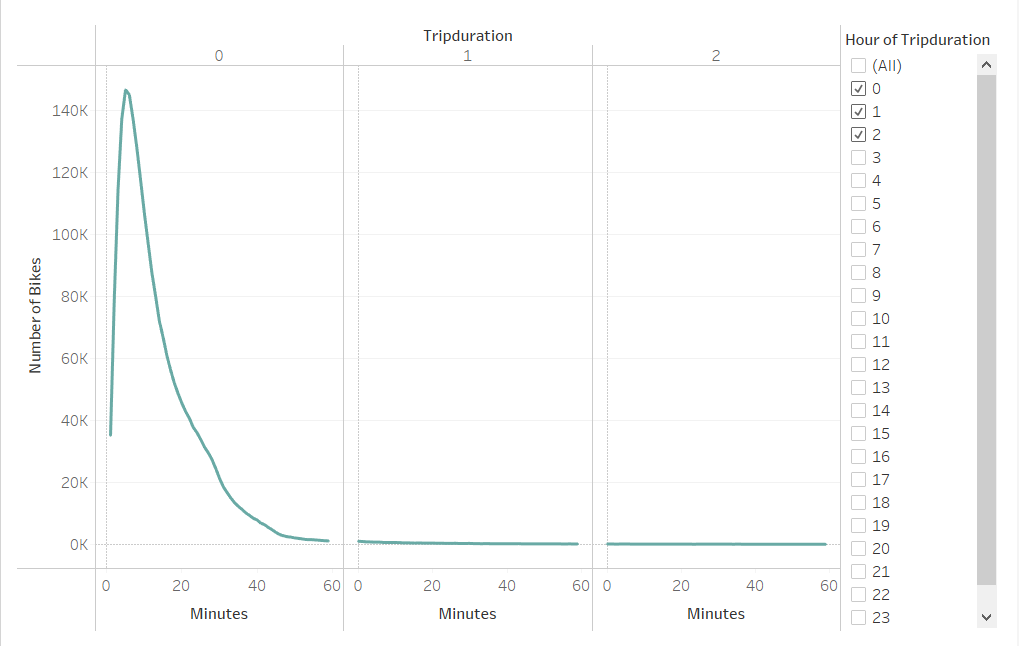 Tripduration
0 1 2
140K
120K
100K
80K
60K
40K
20K
0K
Number of Bikes
0 20 40 60 0 20 40 60 0 20 40 60
Minutes Minutes Minutes
Hour of Tripduration
(All)
0
1
2
3
4
5
6
7
8
9
10
11
12
13
14
15
16
17
18
19
20
21
22
23